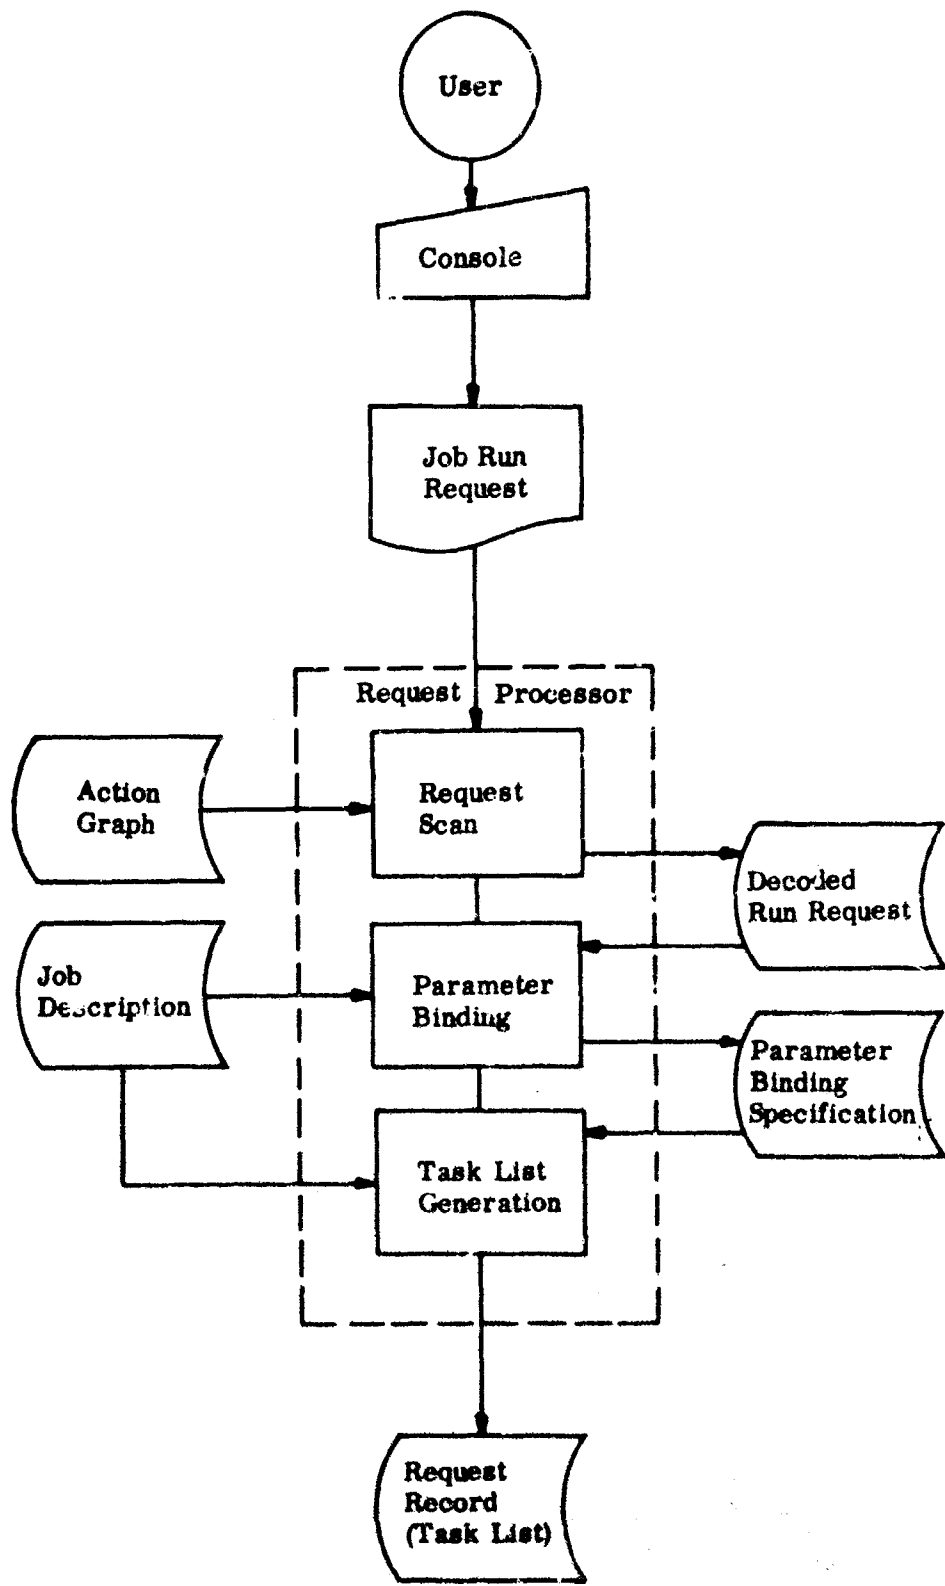 User
Console
Job Run
Request
Request Processor
Action
Graph
Request
Scan
Decoded
Run Request
Job
Description
Parameter
Binding
Parameter
Binding
Specification
Task List
Generation
Request
Record
(Task List)